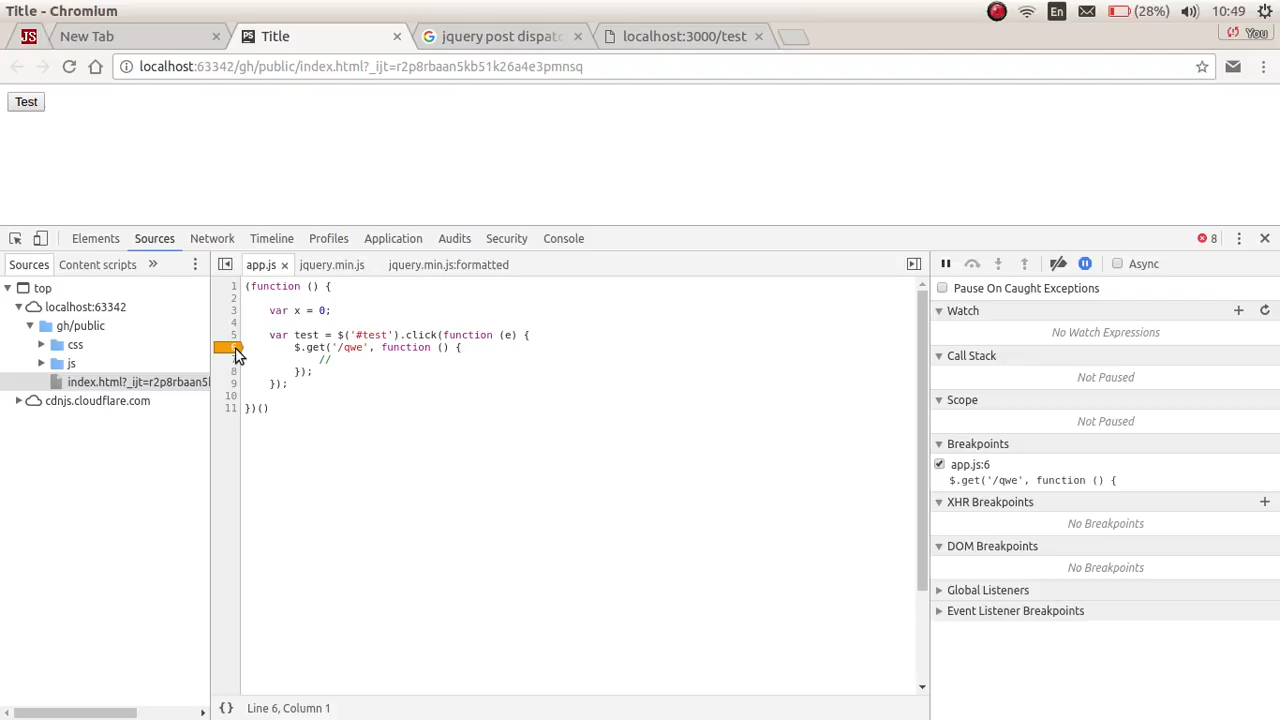 Title - Chromium
En (28%) 10:49
JS New Tab × PS Title × G jquery post dispatc × localhost:3000/test × You
localhost:63342/gh/public/index.html?_ijt=r2p8rbaan5kb51k26a4e3pmnsq
Test
Elements Sources Network Timeline Profiles Application Audits Security Console 8
Sources Content scripts » app.js × jquery.min.js jquery.min.js:formatted Async
top
localhost:63342
gh/public
css
js
index.html?_ijt=r2p8rbaan5
cdnjs.cloudflare.com
1 (function () {
2
3 var x = 0;
4
5 var test = $('#test').click(function (e) {
6 $.get('/qwe', function () {
7 //
8 });
9 });
10
11 })()
{} Line 6, Column 1
Pause On Caught Exceptions
Watch
No Watch Expressions
Call Stack
Not Paused
Scope
Not Paused
Breakpoints
app.js:6
$.get('/qwe', function () {
XHR Breakpoints
No Breakpoints
DOM Breakpoints
No Breakpoints
Global Listeners
Event Listener Breakpoints